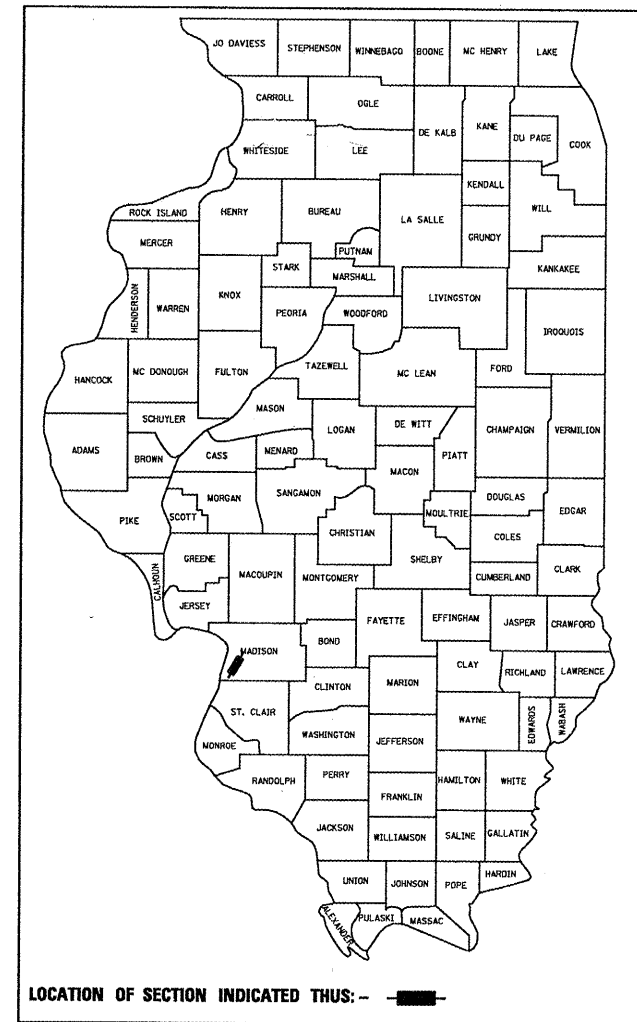 JO DAVIESS STEPHENSON WINNEBAGO BOONE MC HENRY LAKE
CARROLL OGLE DE KALB KANE DU PAGE COOK
WHITESIDE LEE
KENDALL
ROCK ISLAND HENRY BUREAU LA SALLE GRUNDY WILL
MERCER PUTNAM
STARK MARSHALL KANKAKEE
HENDERSON WARREN KNOX PEORIA WOODFORD LIVINGSTON IROQUOIS
HANCOCK MC DONOUGH FULTON TAZEWELL MC LEAN FORD
SCHUYLER MASON LOGAN DE WITT CHAMPAIGN VERMILION
ADAMS BROWN CASS MENARD MACON PIATT
PIKE SCOTT MORGAN SANGAMON CHRISTIAN MOULTRIE DOUGLAS EDGAR
COLES
CALHOUN GREENE MACOUPIN MONTGOMERY SHELBY CUMBERLAND CLARK
JERSEY FAYETTE EFFINGHAM JASPER CRAWFORD
MADISON BOND CLAY RICHLAND LAWRENCE
CLINTON MARION
ST. CLAIR WAYNE EDWARDS WABASH
MONROE WASHINGTON JEFFERSON
RANDOLPH PERRY HAMILTON WHITE
FRANKLIN
JACKSON WILLIAMSON SALINE GALLATIN
UNION JOHNSON POPE HARDIN
ALEXANDER PULASKI MASSAC
LOCATION OF SECTION INDICATED THUS: -